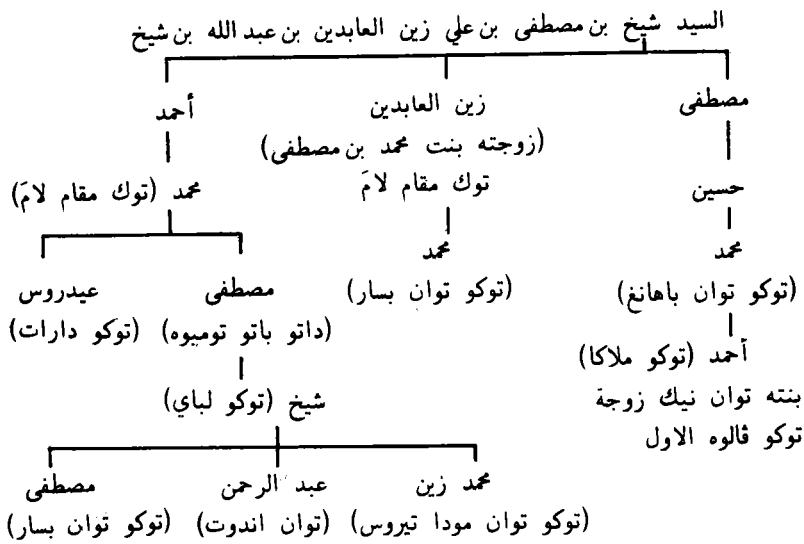 السيد شيخ بن مصطفى بن علي زين العابدين بن عبد الله بن شيخ
مصطفى
زين العابدين
أحمد
(زوجته بنت محمد بن مصطفى)
توك مقام لامَ
حسين
محمد (توك مقام لامَ)
محمد
(توكو توان باهانغ)
محمد
(توكو توان بسار)
مصطفى
(داتو باتو تومبوه)
عيدروس
(توكو دارات)
أحمد (توكو ملاكا)
بنته توان نيك زوجة
توكو ڤالوه الاول
شيخ (توكو لباي)
محمد زين
(توكو توان مودا تيروس)
عبد الرحمن
(توان اندوت)
مصطفى
(توكو توان بسار)